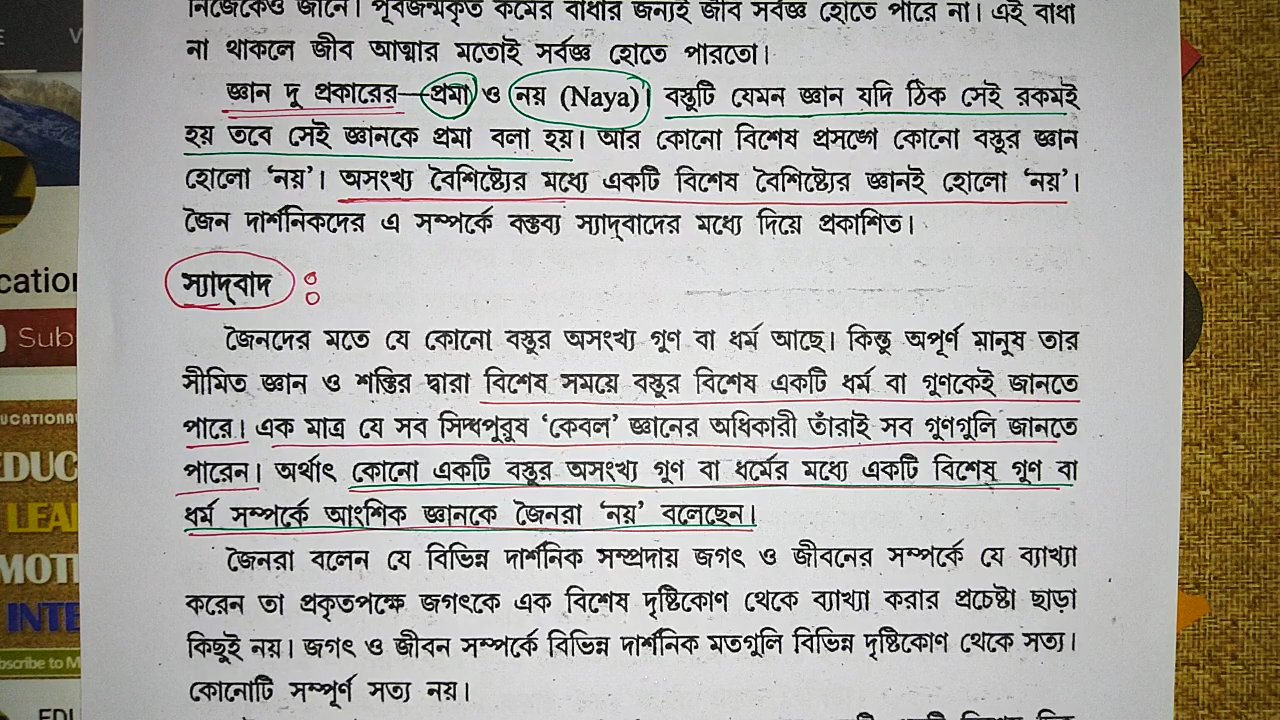 নিজেকেও জানে। পূর্বজন্মকৃত কর্মের বাধার জন্যই জীব সর্বজ্ঞ হোতে পারে না। এই বাধা
না থাকলে জীব আত্মার মতোই সর্বজ্ঞ হোতে পারতো।
জ্ঞান দু প্রকারের—প্রমা ও নয় (Naya)। বস্তুটি যেমন জ্ঞান যদি ঠিক সেই রকমই
হয় তবে সেই জ্ঞানকে প্রমা বলা হয়। আর কোনো বিশেষ প্রসঙ্গে কোনো বস্তুর জ্ঞান
হোলো ‘নয়’। অসংখ্য বৈশিষ্ট্যের মধ্যে একটি বিশেষ বৈশিষ্ট্যের জ্ঞানই হোলো ‘নয়’।
জৈন দার্শনিকদের এ সম্পর্কে বক্তব্য স্যাদ্‌বাদের মধ্যে দিয়ে প্রকাশিত।
স্যাদ্‌বাদ :
জৈনদের মতে যে কোনো বস্তুর অসংখ্য গুণ বা ধর্ম আছে। কিন্তু অপূর্ণ মানুষ তার
সীমিত জ্ঞান ও শক্তির দ্বারা বিশেষ সময়ে বস্তুর বিশেষ একটি ধর্ম বা গুণকেই জানতে
পারে। এক মাত্র যে সব সিদ্ধপুরুষ ‘কেবল’ জ্ঞানের অধিকারী তাঁরাই সব গুণগুলি জানতে
পারেন। অর্থাৎ কোনো একটি বস্তুর অসংখ্য গুণ বা ধর্মের মধ্যে একটি বিশেষ গুণ বা
ধর্ম সম্পর্কে আংশিক জ্ঞানকে জৈনরা ‘নয়’ বলেছেন।
জৈনরা বলেন যে বিভিন্ন দার্শনিক সম্প্রদায় জগৎ ও জীবনের সম্পর্কে যে ব্যাখ্যা
করেন তা প্রকৃতপক্ষে জগৎকে এক বিশেষ দৃষ্টিকোণ থেকে ব্যাখ্যা করার প্রচেষ্টা ছাড়া
কিছুই নয়। জগৎ ও জীবন সম্পর্কে বিভিন্ন দার্শনিক মতগুলি বিভিন্ন দৃষ্টিকোণ থেকে সত্য।
কোনোটি সম্পূর্ণ সত্য নয়।
Sub